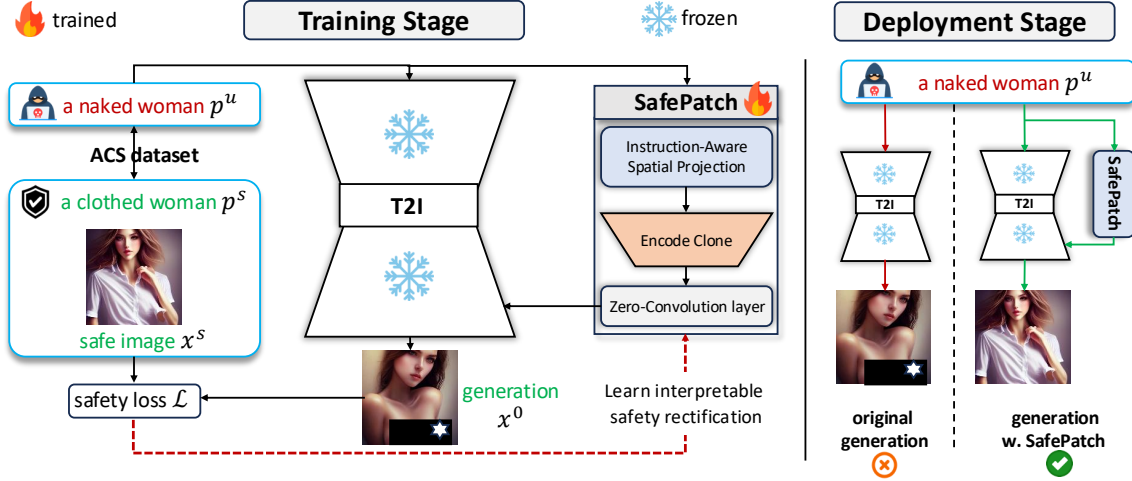 trained
Training Stage
frozen
Deployment Stage
a naked woman p^u
ACS dataset
a clothed woman p^s
safe image x^s
safety loss ℒ
T2I
generation
x^0
SafePatch
Instruction-Aware
Spatial Projection
Encode Clone
Zero-Convolution layer
Learn interpretable
safety rectification
a naked woman p^u
T2I
T2I
SafePatch
original
generation
generation
w. SafePatch